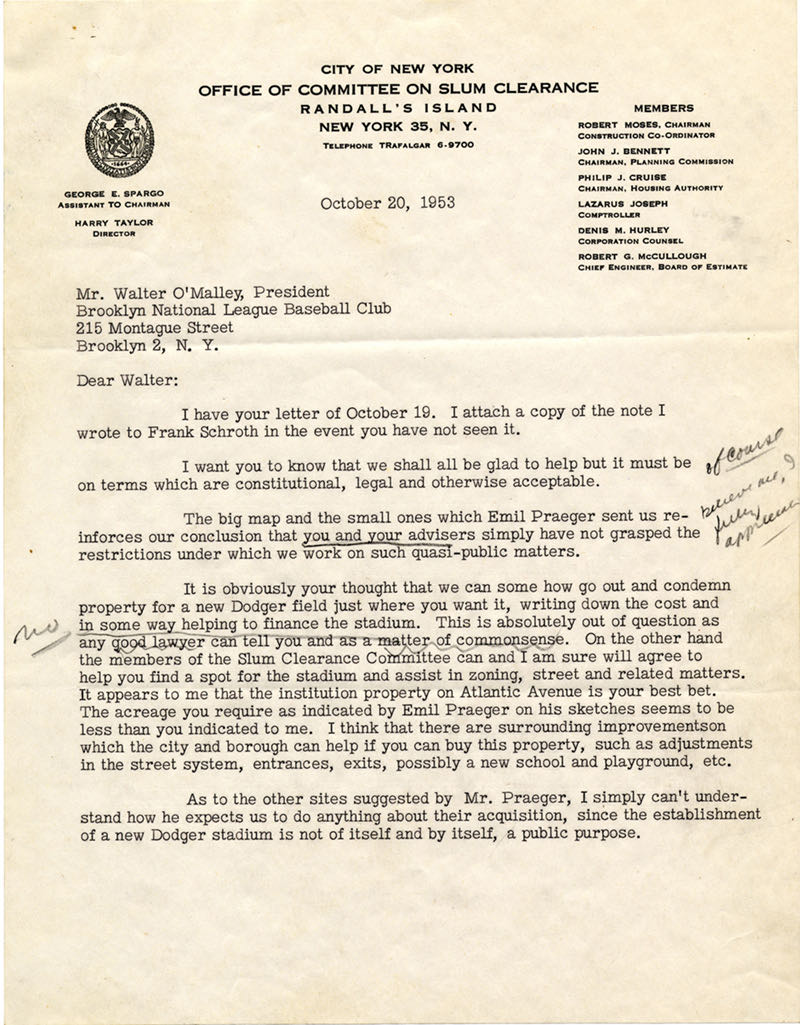 CITY OF NEW YORK
OFFICE OF COMMITTEE ON SLUM CLEARANCE
RANDALL'S ISLAND
NEW YORK 35, N. Y.
TELEPHONE TRAFALGAR 6-9700
GEORGE E. SPARGO
ASSISTANT TO CHAIRMAN
HARRY TAYLOR
DIRECTOR
MEMBERS
ROBERT MOSES, CHAIRMAN
CONSTRUCTION CO-ORDINATOR
JOHN J. BENNETT
CHAIRMAN, PLANNING COMMISSION
PHILIP J. CRUISE
CHAIRMAN, HOUSING AUTHORITY
LAZARUS JOSEPH
COMPTROLLER
DENIS M. HURLEY
CORPORATION COUNSEL
ROBERT G. McCULLOUGH
CHIEF ENGINEER, BOARD OF ESTIMATE
October 20, 1953
Mr. Walter O'Malley, President
Brooklyn National League Baseball Club
215 Montague Street
Brooklyn 2, N. Y.
Dear Walter:
I have your letter of October 19. I attach a copy of the note I
wrote to Frank Schroth in the event you have not seen it.
I want you to know that we shall all be glad to help but it must be
on terms which are constitutional, legal and otherwise acceptable.
of course
The big map and the small ones which Emil Praeger sent us re-
inforces our conclusion that you and your advisers simply have not grasped the
restrictions under which we work on such quasi-public matters.
believe me, I
fully
It is obviously your thought that we can some how go out and condemn
property for a new Dodger field just where you want it, writing down the cost and
no
in some way helping to finance the stadium. This is absolutely out of question as
any good lawyer can tell you and as a matter of commonsense. On the other hand
the members of the Slum Clearance Committee can and I am sure will agree to
help you find a spot for the stadium and assist in zoning, street and related matters.
It appears to me that the institution property on Atlantic Avenue is your best bet.
The acreage you require as indicated by Emil Praeger on his sketches seems to be
less than you indicated to me. I think that there are surrounding improvementson
which the city and borough can help if you can buy this property, such as adjustments
in the street system, entrances, exits, possibly a new school and playground, etc.
As to the other sites suggested by Mr. Praeger, I simply can't under-
stand how he expects us to do anything about their acquisition, since the establishment
of a new Dodger stadium is not of itself and by itself, a public purpose.